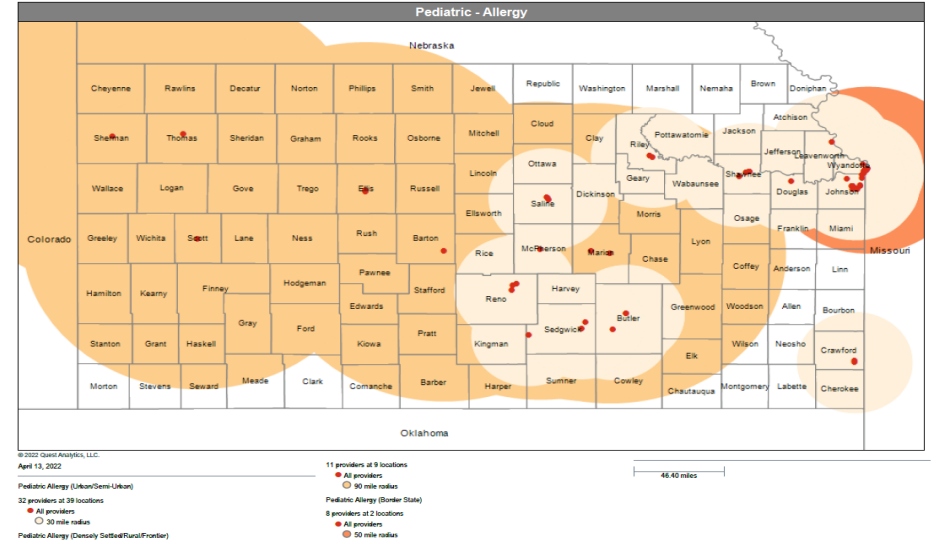 Pediatric - Allergy
Nebraska
Cheyenne Rawlins Decatur Norton Phillips Smith Jewell Republic Washington Marshall Nemaha Brown Doniphan
Atchison
Sherman Thomas Sheridan Graham Rooks Osborne Mitchell Cloud Clay Riley Pottawatomie Jackson
Jefferson Leavenworth
Wyandotte
Wallace Logan Gove Trego Ellis Russell Lincoln Ottawa Dickinson Geary Wabaunsee Shawnee Douglas Johnson
Saline
Ellsworth Morris Osage Franklin Miami
Colorado Greeley Wichita Scott Lane Ness Rush Barton Rice McPherson Marion Chase Lyon Missouri
Coffey Anderson Linn
Hamilton Kearny Finney Hodgeman Pawnee Stafford Reno Harvey
Gray Ford Edwards Sedgwick Butler Greenwood Woodson Allen Bourbon
Stanton Grant Haskell Kiowa Pratt Kingman Elk Wilson Neosho Crawford
Morton Stevens Seward Meade Clark Comanche Barber Harper Sumner Cowley Chautauqua Montgomery Labette Cherokee
Oklahoma
© 2022 Quest Analytics, LLC.
April 13, 2022
Pediatric Allergy (Urban/Semi-Urban)
32 providers at 39 locations
All providers
30 mile radius
Pediatric Allergy (Densely Settled/Rural/Frontier)
11 providers at 9 locations
All providers
90 mile radius
Pediatric Allergy (Border State)
8 providers at 2 locations
All providers
50 mile radius
46.40 miles